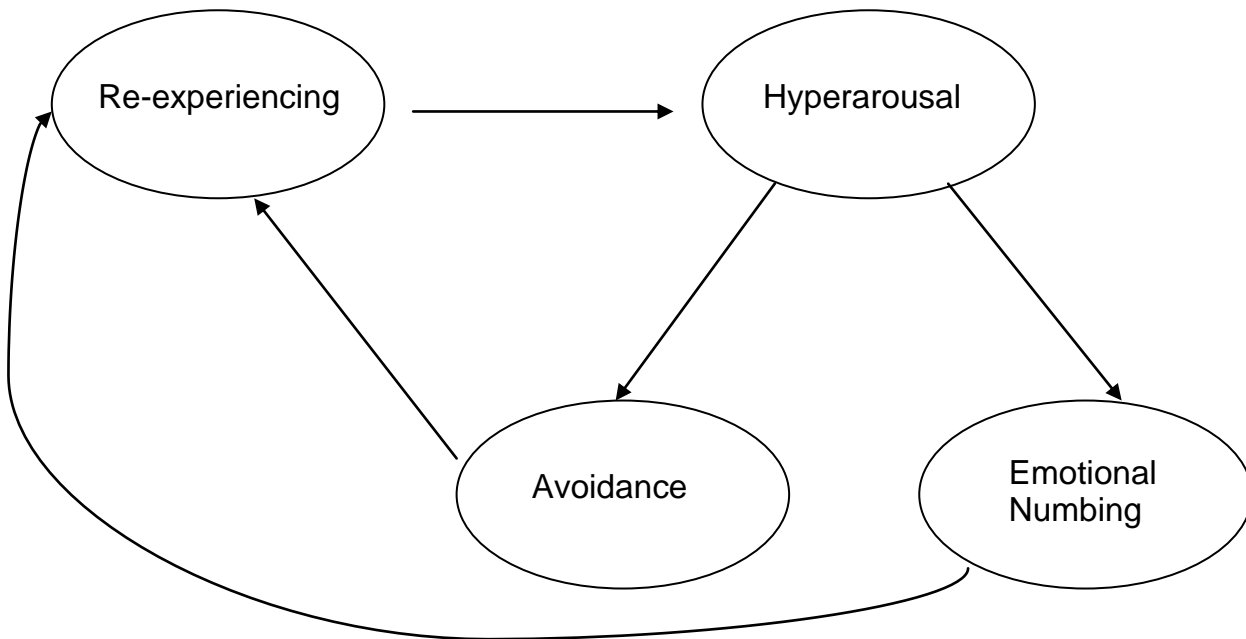 Re-experiencing
Hyperarousal
Avoidance
Emotional
Numbing